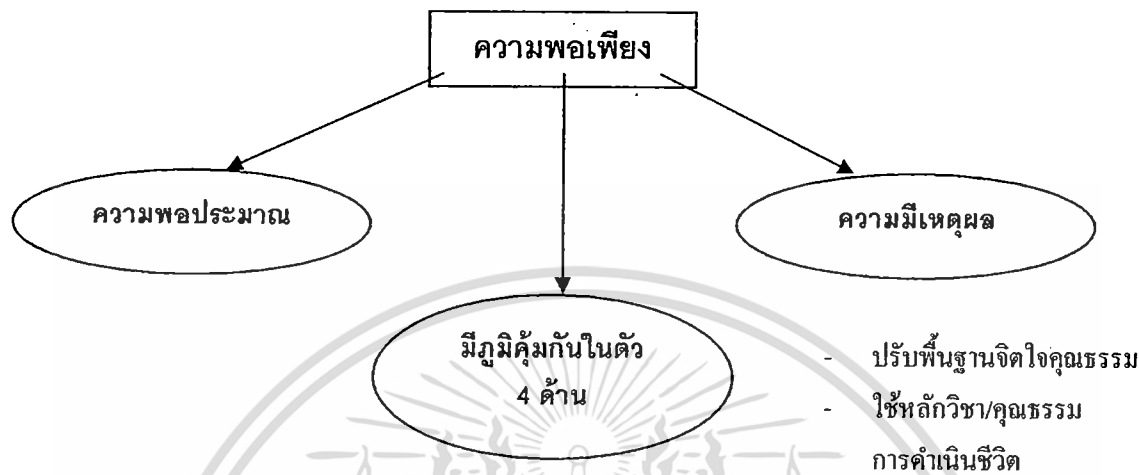 ความพอเพียง
ความพอประมาณ
ความมีเหตุผล
มีภูมิคุ้มกันในตัว
4 ด้าน
- ปรับพื้นฐานจิตใจคุณธรรม
- ใช้หลักวิชา/คุณธรรม
การดำเนินชีวิต